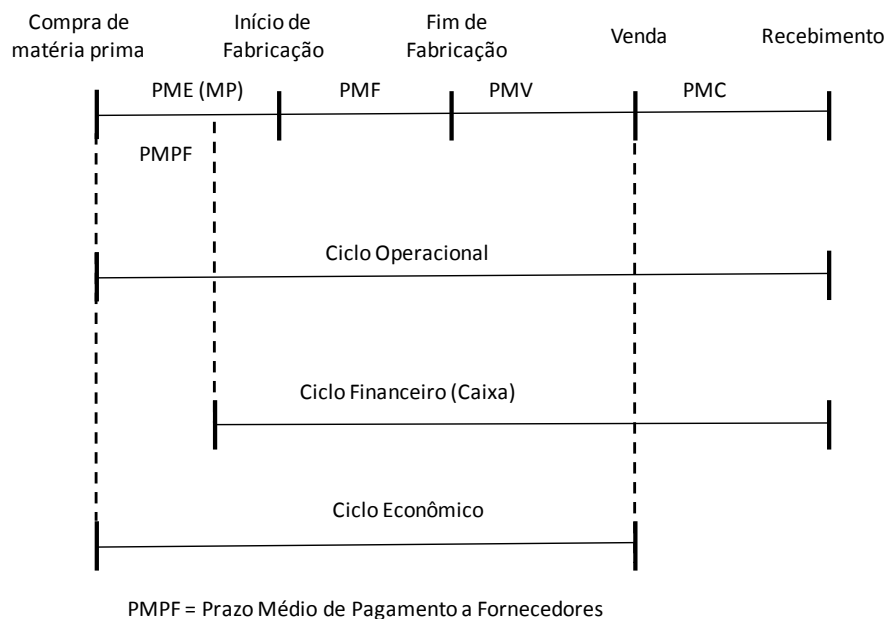 Compra de
matéria prima
Início de
Fabricação
Fim de
Fabricação
Venda
Recebimento
PME (MP)
PMF
PMV
PMC
PMPF
Ciclo Operacional
Ciclo Financeiro (Caixa)
Ciclo Econômico
PMPF = Prazo Médio de Pagamento a Fornecedores